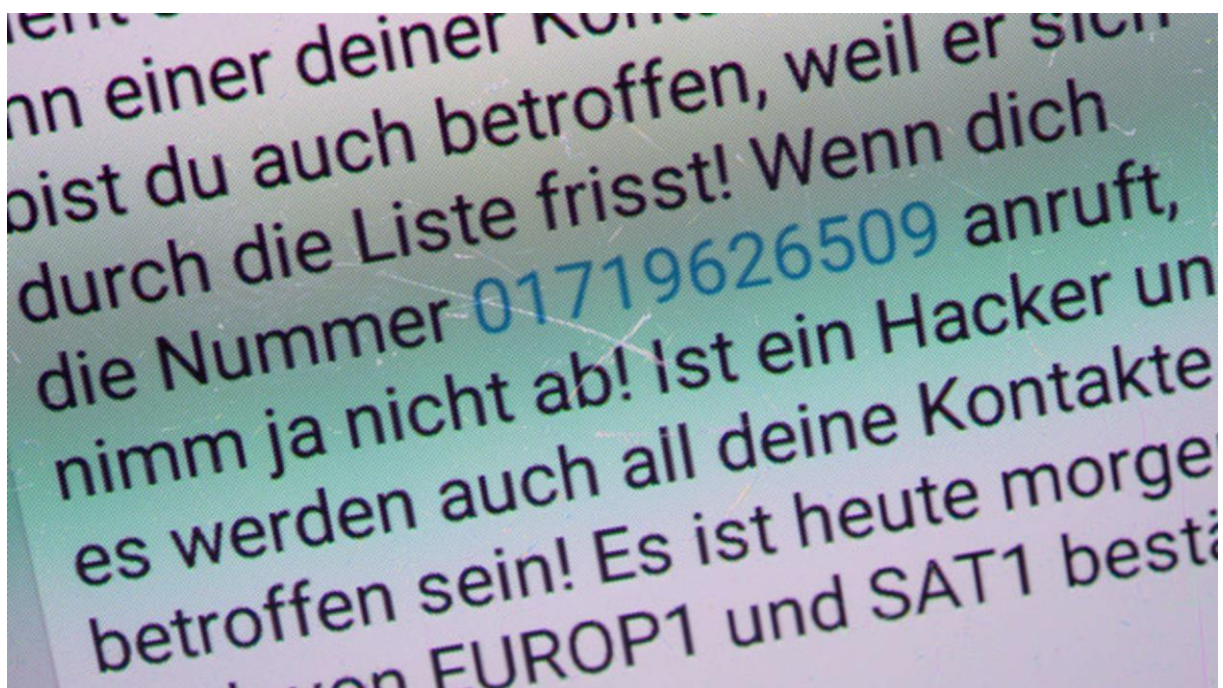 einer deiner
bist du auch betroffen, weil er sich
durch die Liste frisst! Wenn dich
die Nummer 01719626509 anruft,
nimm ja nicht ab! Ist ein Hacker un
es werden auch all deine Kontakte
betroffen sein! Es ist heute morge
von EUROP1 und SAT1 bestä